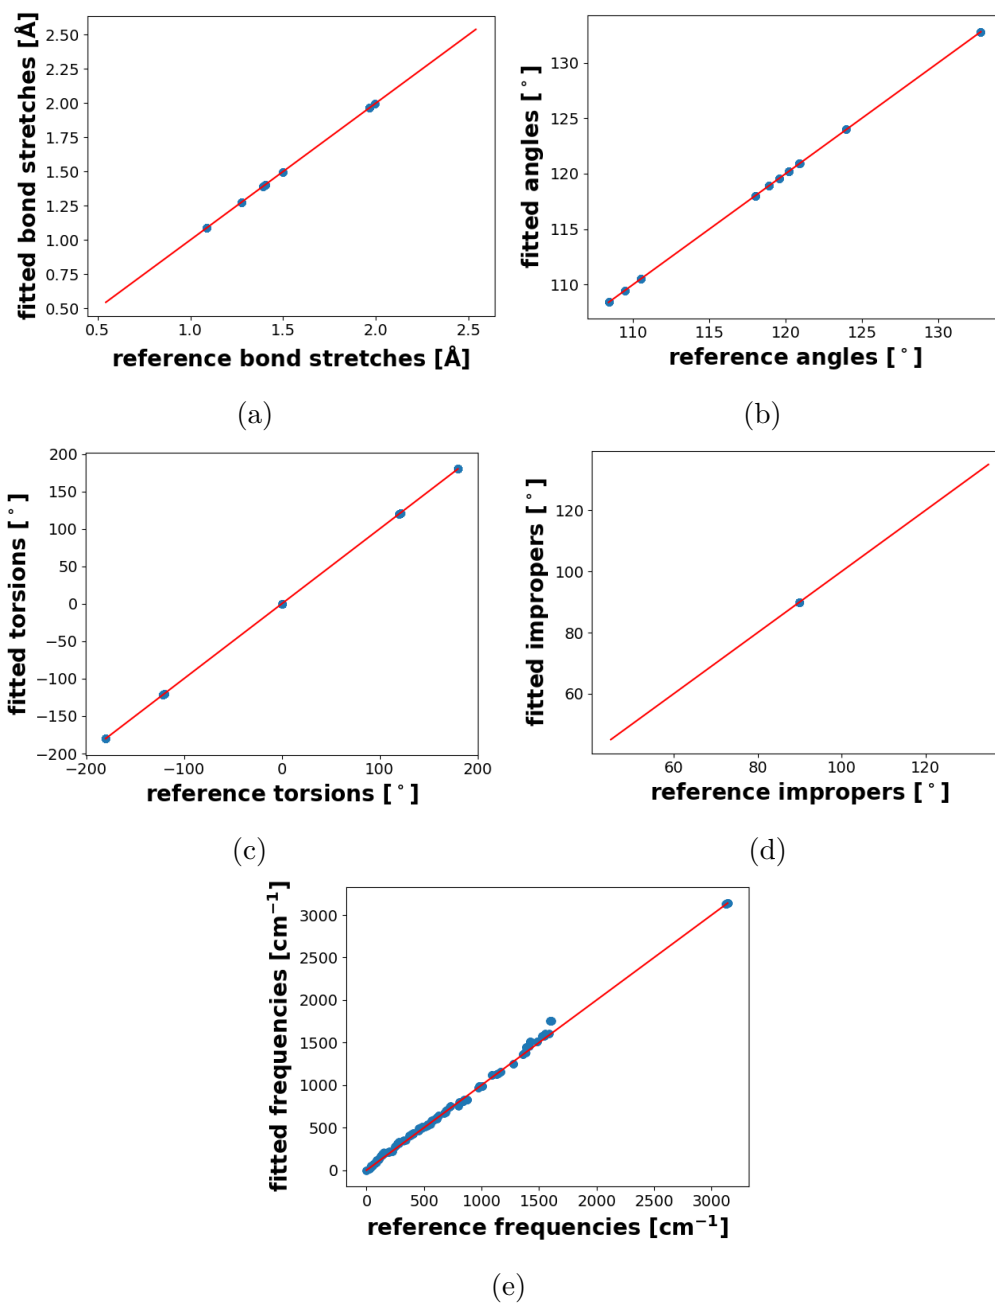 fitted bond stretches [Å]
2.50
2.25
2.00
1.75
1.50
1.25
1.00
0.75
0.50
0.5 1.0 1.5 2.0 2.5
reference bond stretches [Å]
(a)
fitted angles [°]
130
125
120
115
110
110 115 120 125 130
reference angles [°]
(b)
fitted torsions [°]
200
150
100
50
0
−50
−100
−150
−200
−200 −100 0 100 200
reference torsions [°]
(c)
fitted impropers [°]
120
100
80
60
60 80 100 120
reference impropers [°]
(d)
fitted frequencies [cm⁻¹]
3000
2500
2000
1500
1000
500
0
0 500 1000 1500 2000 2500 3000
reference frequencies [cm⁻¹]
(e)